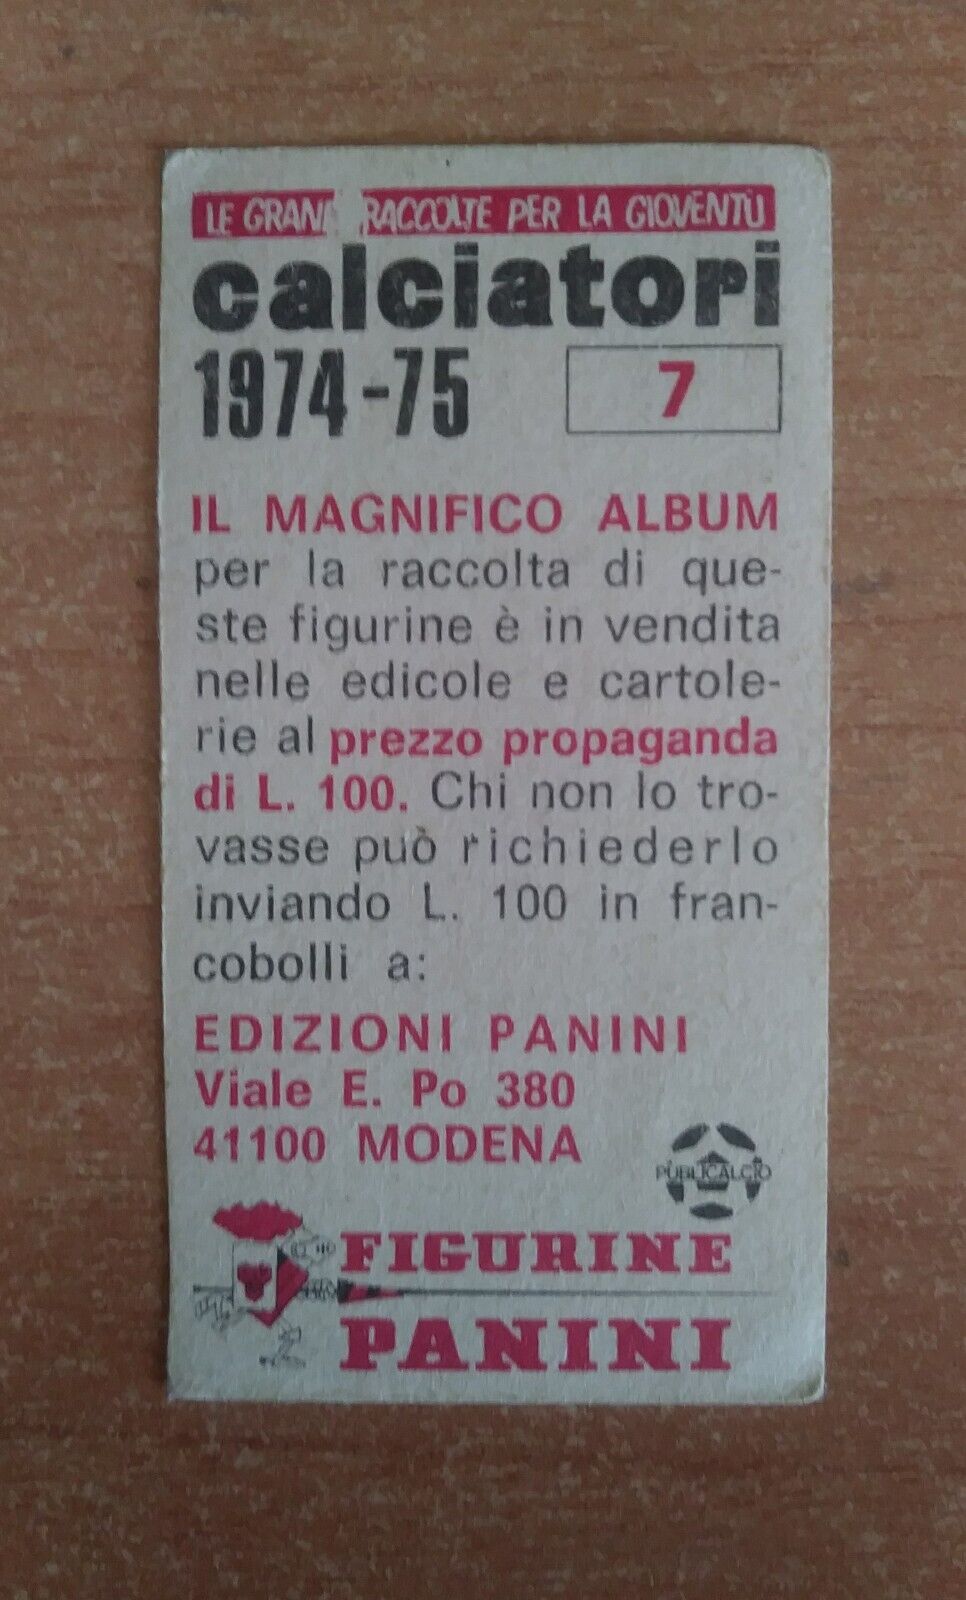 LE GRAN RACCOLTE PER LA GIOVENTÙ
calciatori
1974-75 7
IL MAGNIFICO ALBUM
per la raccolta di que-
ste figurine è in vendita
nelle edicole e cartole-
rie al prezzo propaganda
di L. 100. Chi non lo tro-
vasse può richiederlo
inviando L. 100 in fran-
cobolli a:
EDIZIONI PANINI
Viale E. Po 380
41100 MODENA
PUBLICALCIO
FIGURINE
PANINI